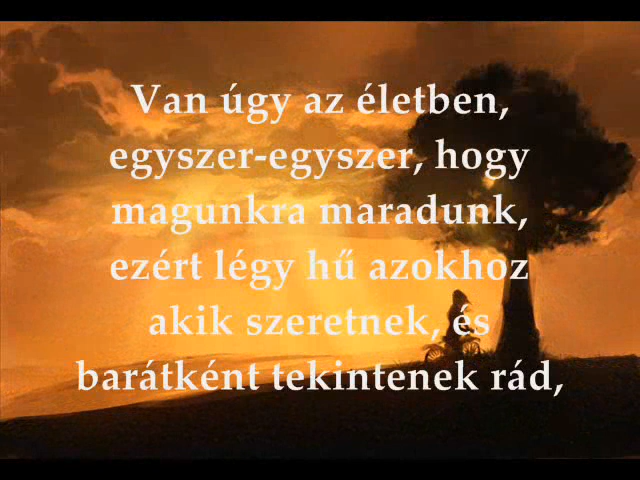 Van úgy az életben,
egyszer-egyszer, hogy
magunkra maradunk,
ezért légy hű azokhoz
akik szeretnek, és
barátként tekintenek rád,